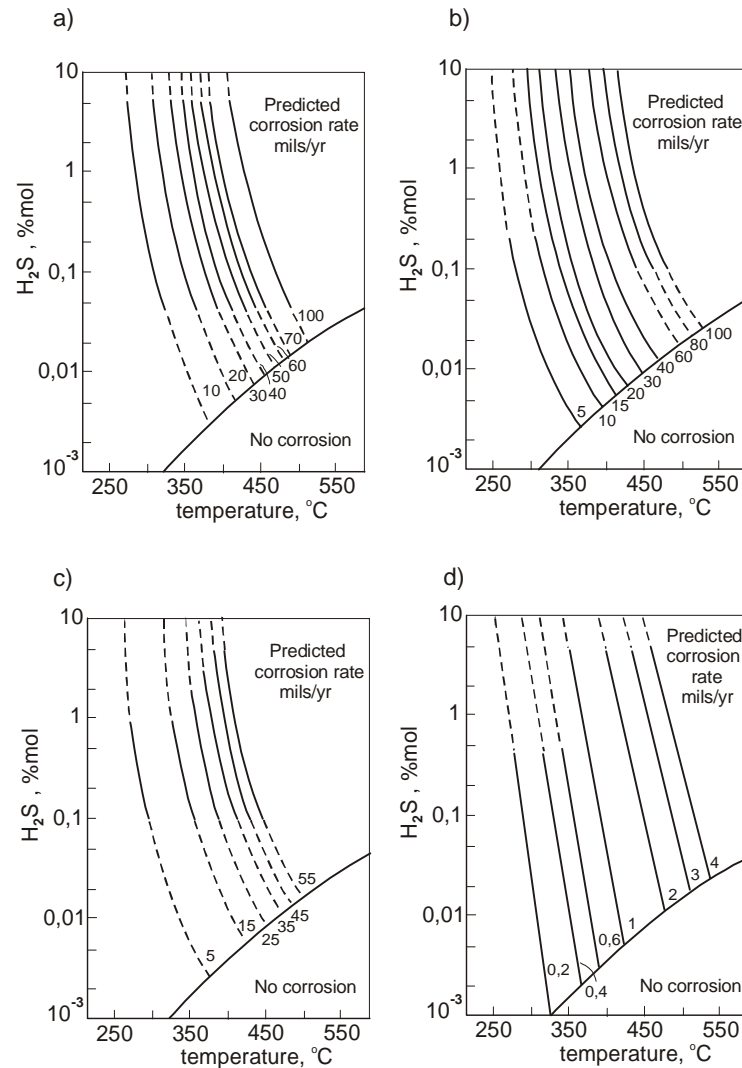 a)
10
1
0,1
0,01
10-3
H2S , %mol
Predicted
corrosion rate
mils/yr
100
70
60
50
40
30
20
10
No corrosion
250 350 450 550
temperature, oC
b)
10
1
0,1
0,01
10-3
H2S , %mol
Predicted
corrosion rate
mils/yr
100
80
60
40
30
20
15
10
5
No corrosion
250 350 450 550
temperature, oC
c)
10
1
0,1
0,01
10-3
H2S , %mol
Predicted
corrosion rate
mils/yr
55
45
35
25
15
5
No corrosion
250 350 450 550
temperature, oC
d)
10
1
0,1
0,01
10-3
H2S , %mol
Predicted
corrosion
rate
mils/yr
4
3
2
1
0,6
0,4
0,2
No corrosion
250 350 450 550
temperature, oC